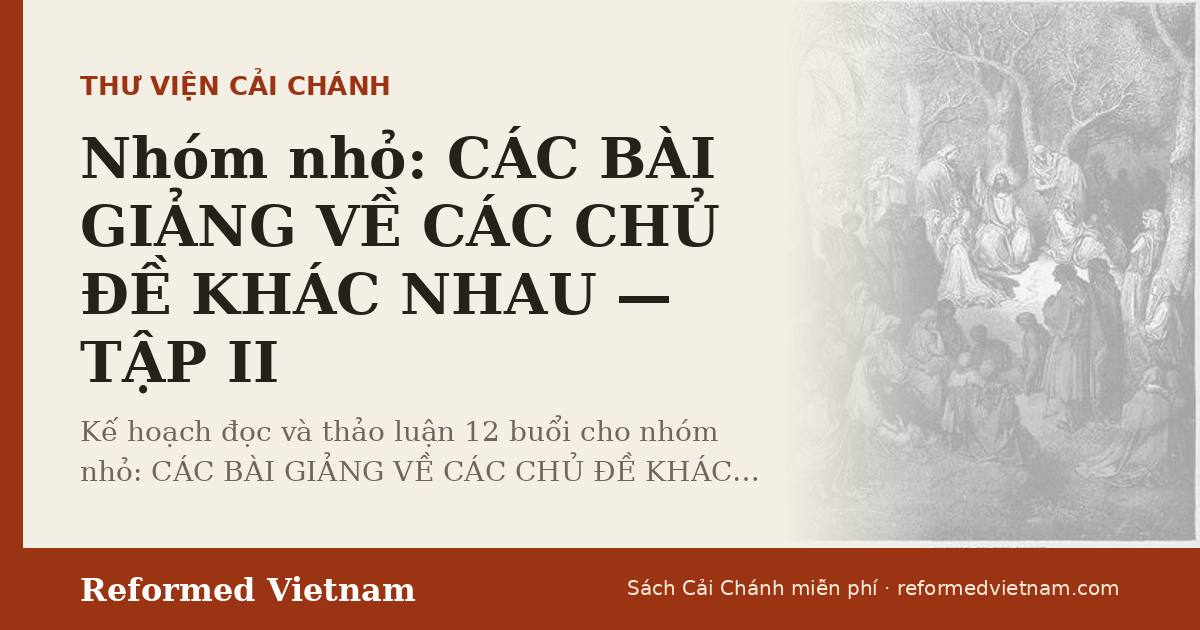 THƯ VIỆN CẢI CHÁNH
Nhóm nhỏ: CÁC BÀI
GIẢNG VỀ CÁC CHỦ
ĐỀ KHÁC NHAU —
TẬP II
Kế hoạch đọc và thảo luận 12 buổi cho nhóm
nhỏ: CÁC BÀI GIẢNG VỀ CÁC CHỦ ĐỀ KHÁC...
Reformed Vietnam
Sách Cải Chánh miễn phí · reformedvietnam.com